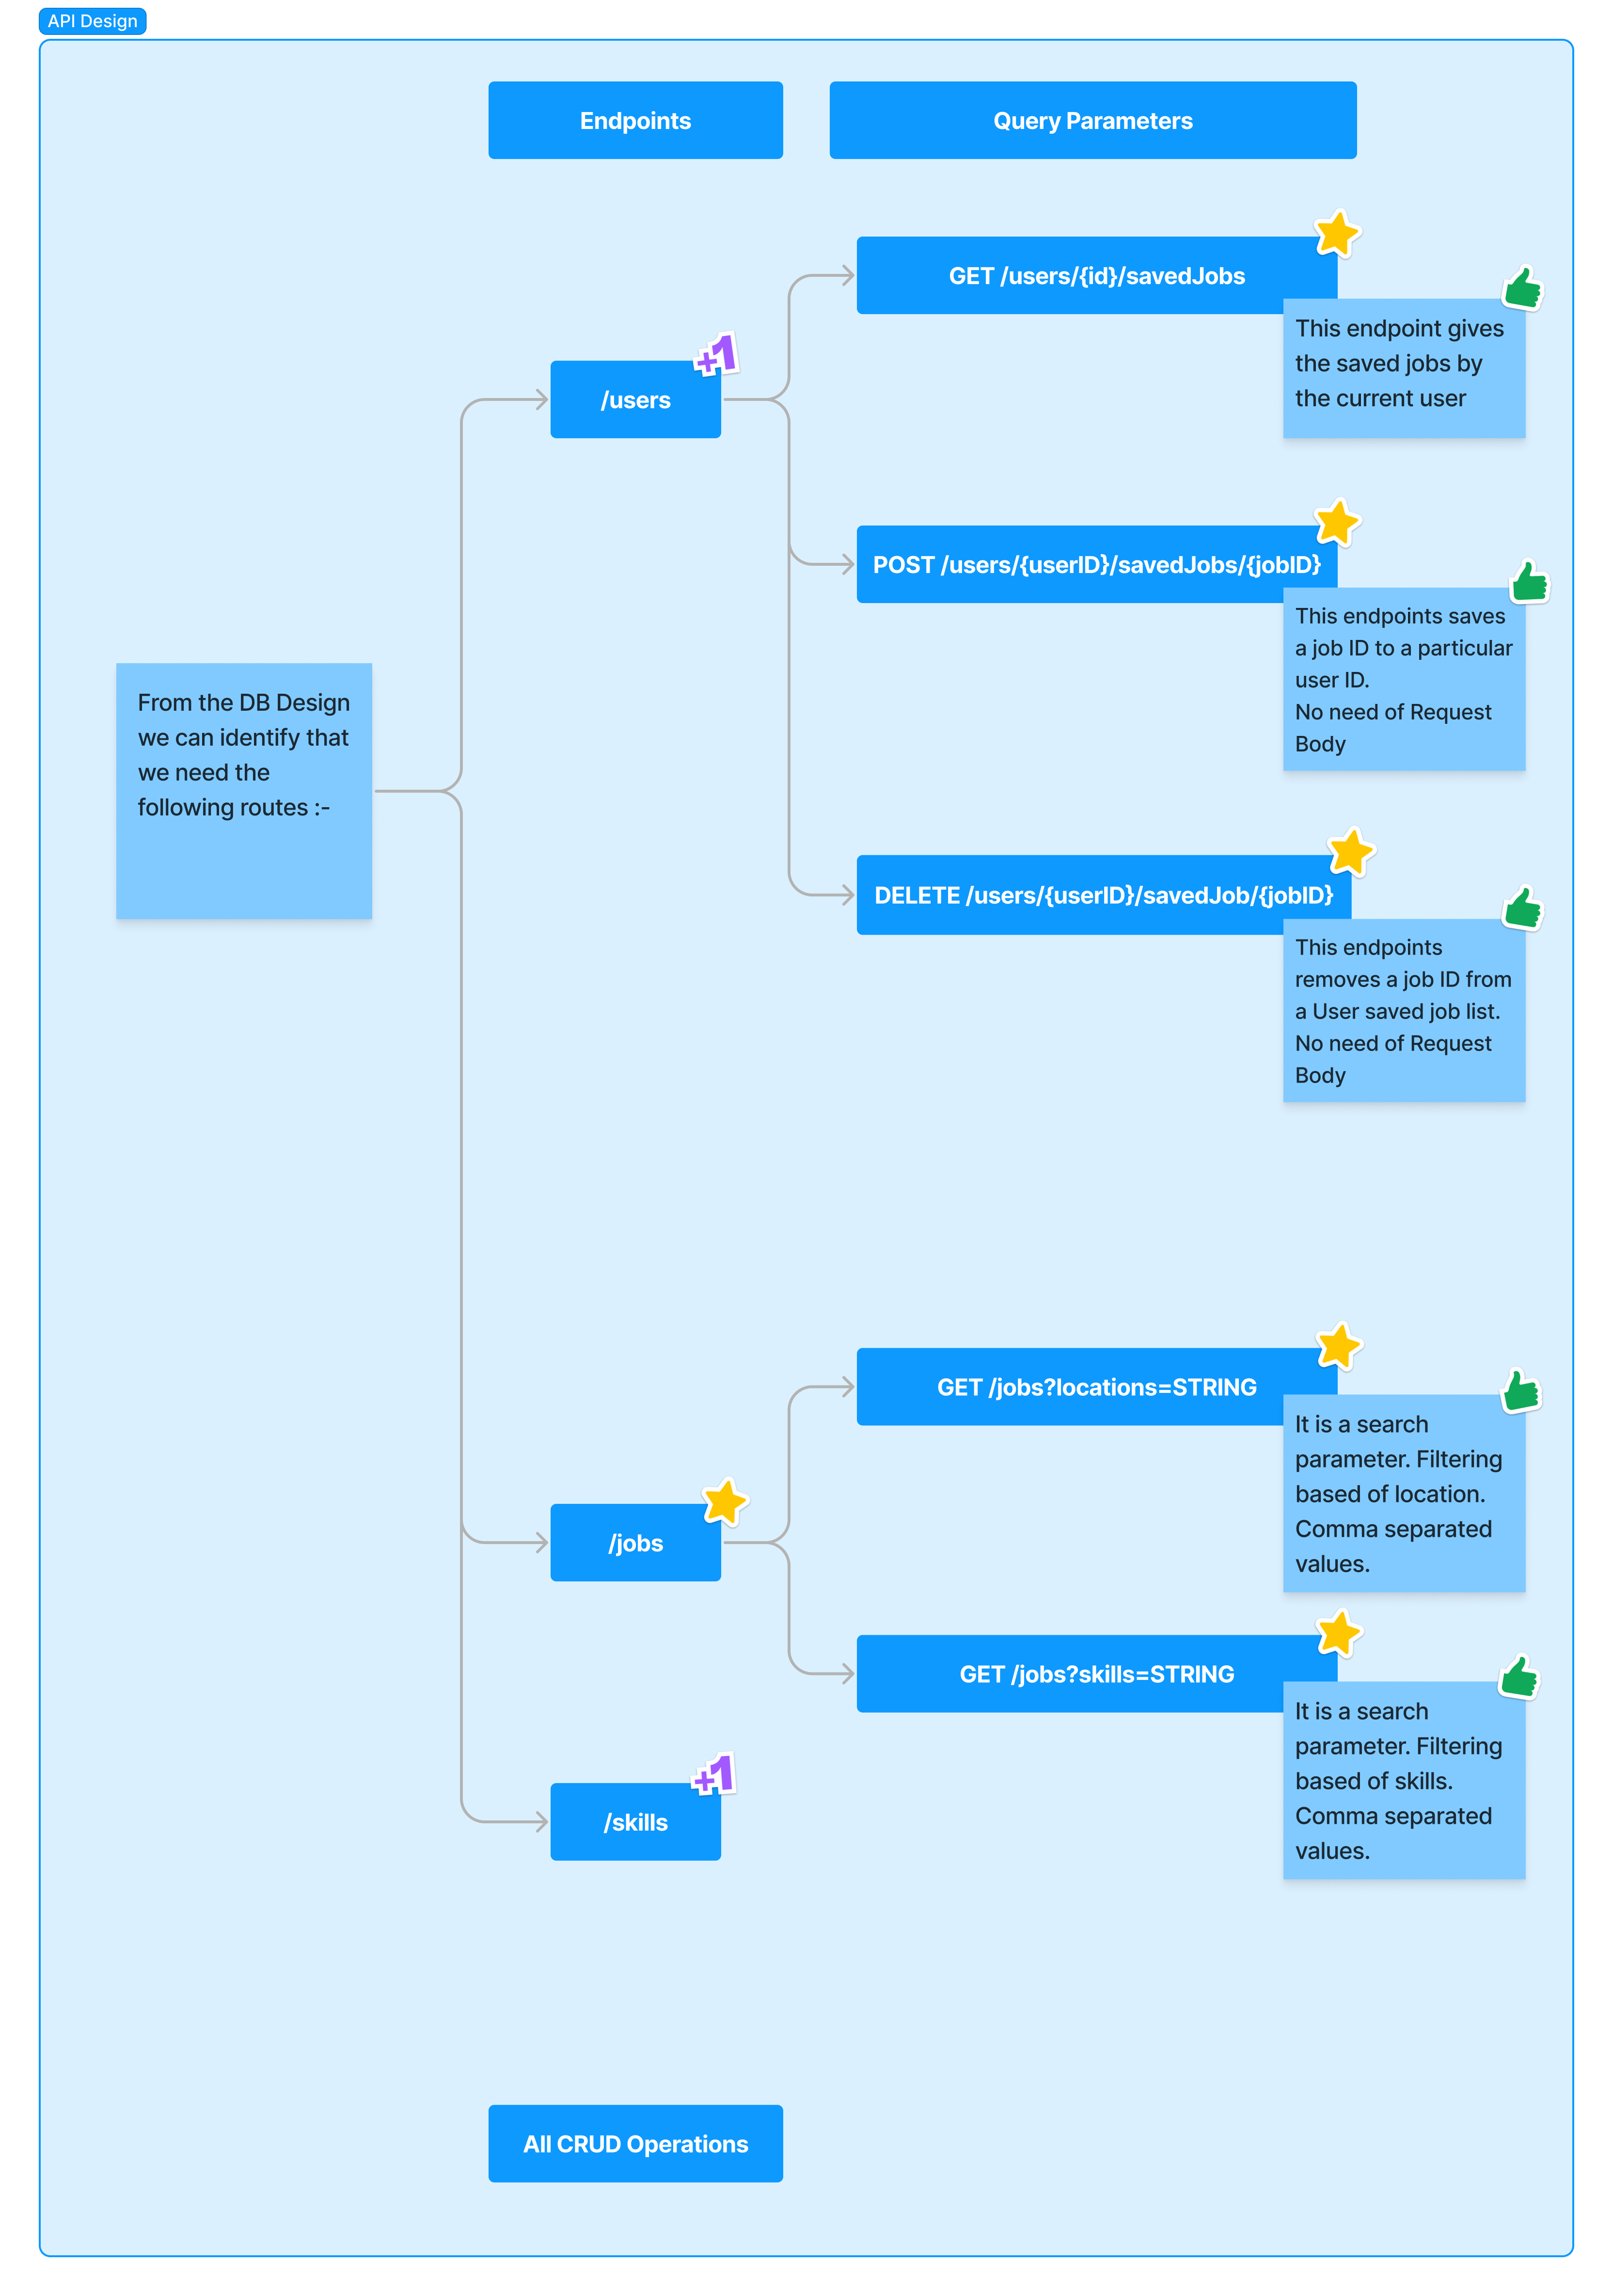 API Design
Endpoints
Query Parameters
GET /users/{id}/savedJobs
This endpoint gives
the saved jobs by
the current user
+1
/users
POST /users/{userID}/savedJobs/{jobID}
This endpoints saves
a job ID to a particular
user ID.
No need of Request
Body
From the DB Design
we can identify that
we need the
following routes :-
DELETE /users/{userID}/savedJob/{jobID}
This endpoints
removes a job ID from
a User saved job list.
No need of Request
Body
GET /jobs?locations=STRING
It is a search
parameter. Filtering
based of location.
Comma separated
values.
/jobs
GET /jobs?skills=STRING
It is a search
parameter. Filtering
based of skills.
Comma separated
values.
+1
/skills
All CRUD Operations